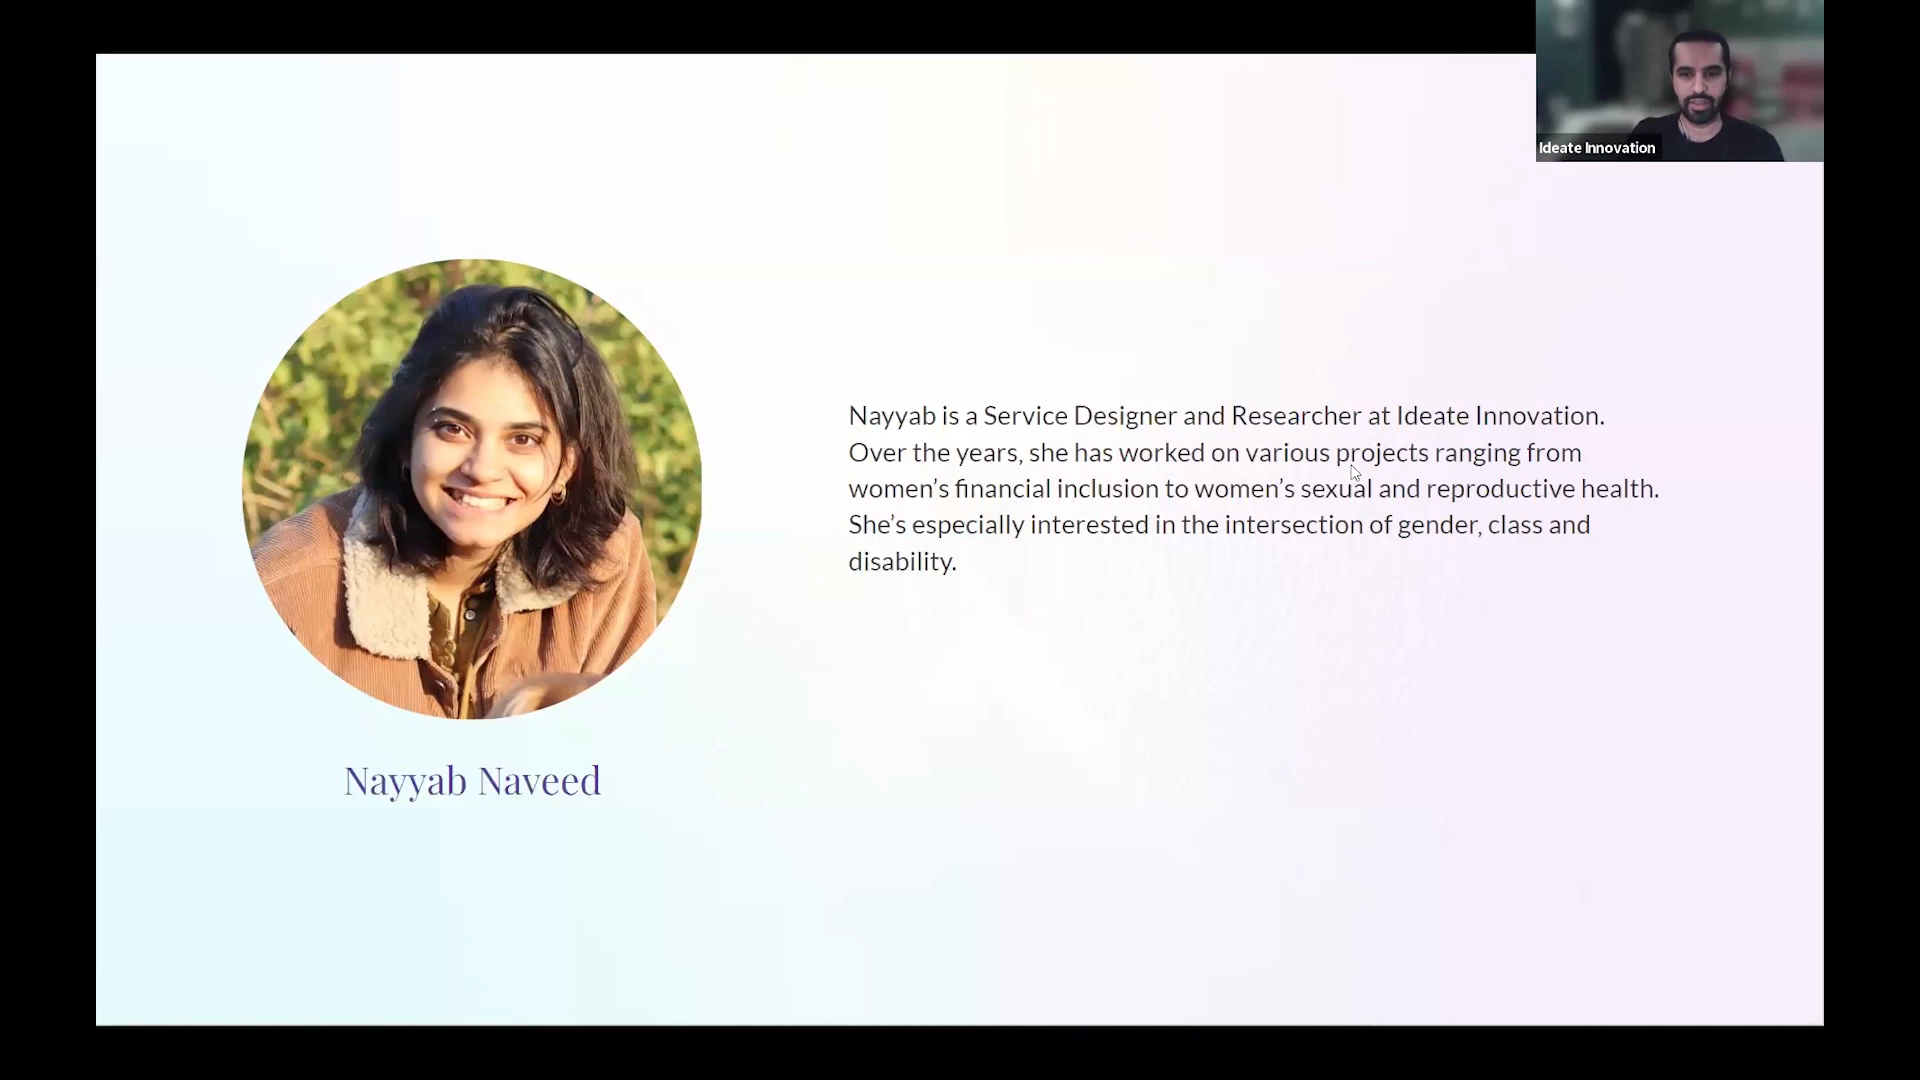 Ideate Innovation
Nayyab is a Service Designer and Researcher at Ideate Innovation.
Over the years, she has worked on various projects ranging from
women’s financial inclusion to women’s sexual and reproductive health.
She’s especially interested in the intersection of gender, class and
disability.
Nayyab Naveed